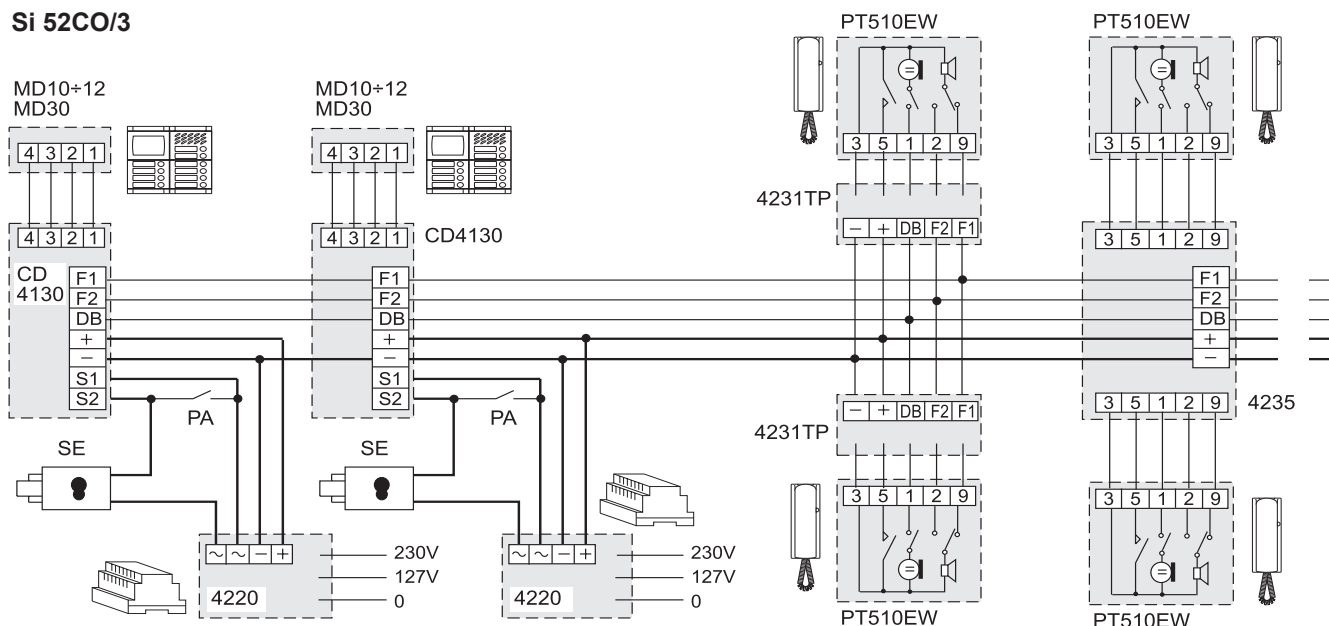 Si 52CO/3
MD10÷12
MD30
4 3 2 1
4 3 2 1
CD
4130
F1
F2
DB
+
−
S1
S2
PA
SE
~ ~ − +
4220
230V
127V
0
MD10÷12
MD30
4 3 2 1
4 3 2 1
CD4130
F1
F2
DB
+
−
S1
S2
PA
SE
~ ~ − +
4220
230V
127V
0
PT510EW
=
3 5 1 2 9
4231TP
− + DB F2 F1
− + DB F2 F1
4231TP
3 5 1 2 9
=
PT510EW
PT510EW
=
3 5 1 2 9
3 5 1 2 9
F1
F2
DB
+
−
3 5 1 2 9
4235
3 5 1 2 9
=
PT510EW